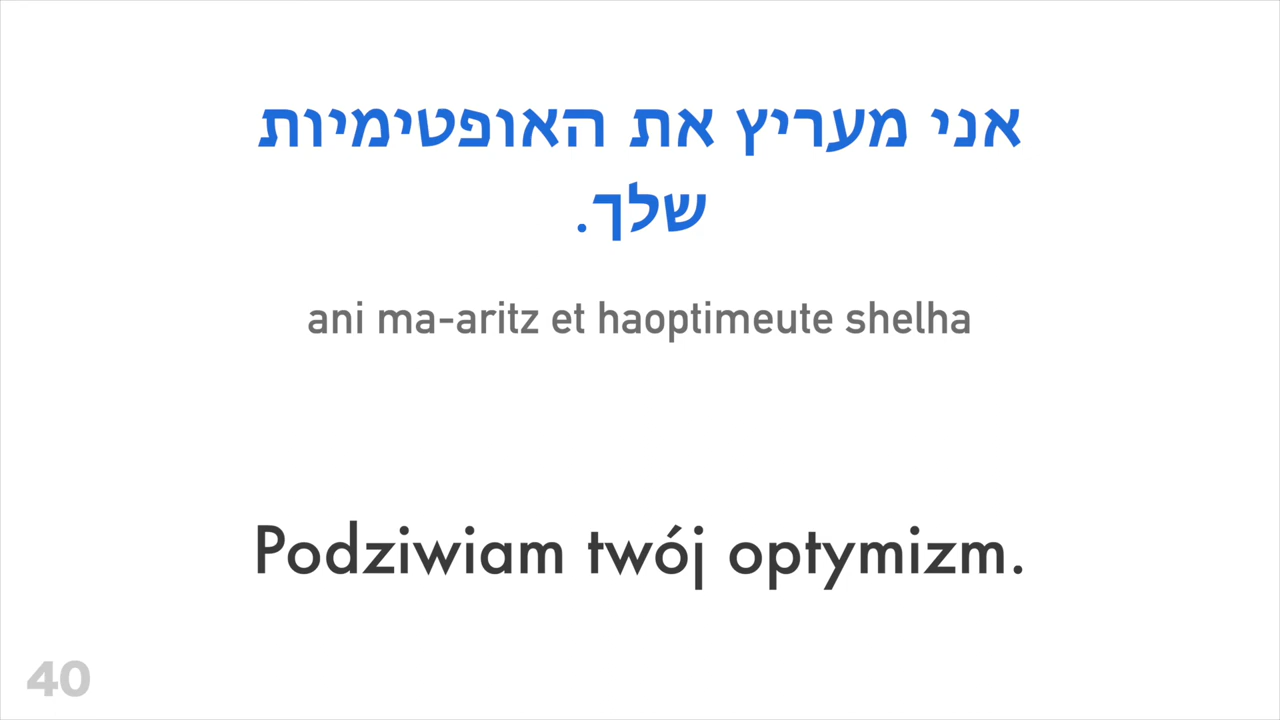 אני מעריץ את האופטימיות
שלך.
ani ma-aritz et haoptimeute shelha
Podziwiam twój optymizm.
40